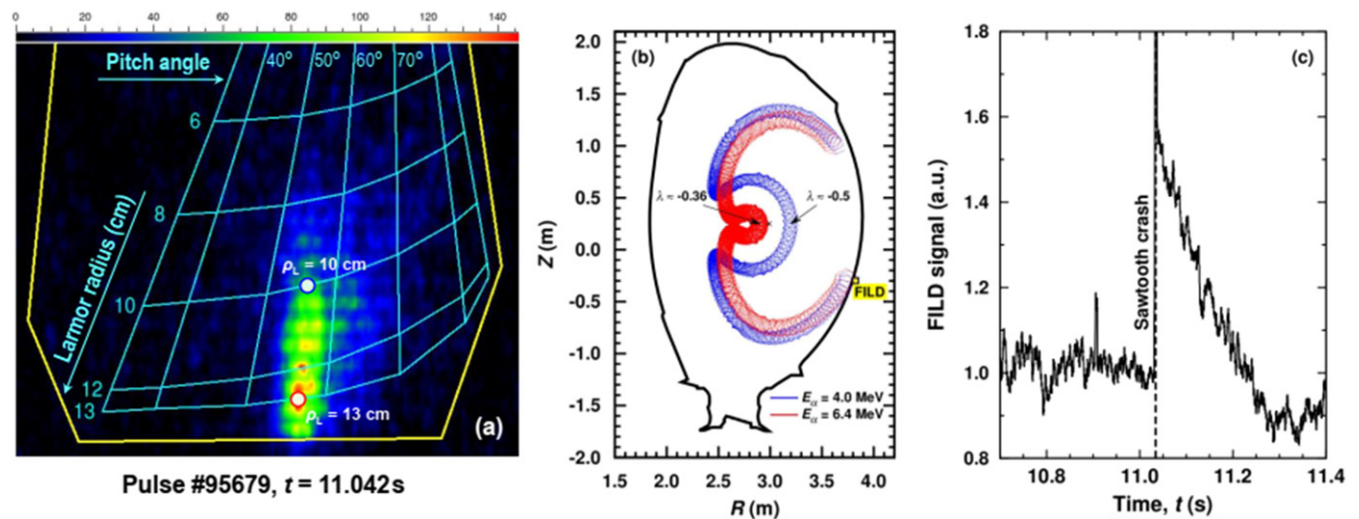 0 20 40 60 80 100 120 140
Pitch angle
40° 50° 60° 70°
6
8
10
12
13
Larmor radius (cm)
ρL = 10 cm
ρL = 13 cm
(a)
Pulse #95679, t = 11.042s
(b)
2.0
1.5
1.0
0.5
0.0
-0.5
-1.0
-1.5
-2.0
Z (m)
λ ≈ -0.36
λ ≈ -0.5
FILD
Eα = 4.0 MeV
Eα = 6.4 MeV
1.5 2.0 2.5 3.0 3.5 4.0
R (m)
(c)
1.8
1.6
1.4
1.2
1.0
0.8
FILD signal (a.u.)
Sawtooth crash
10.8 11.0 11.2 11.4
Time, t (s)